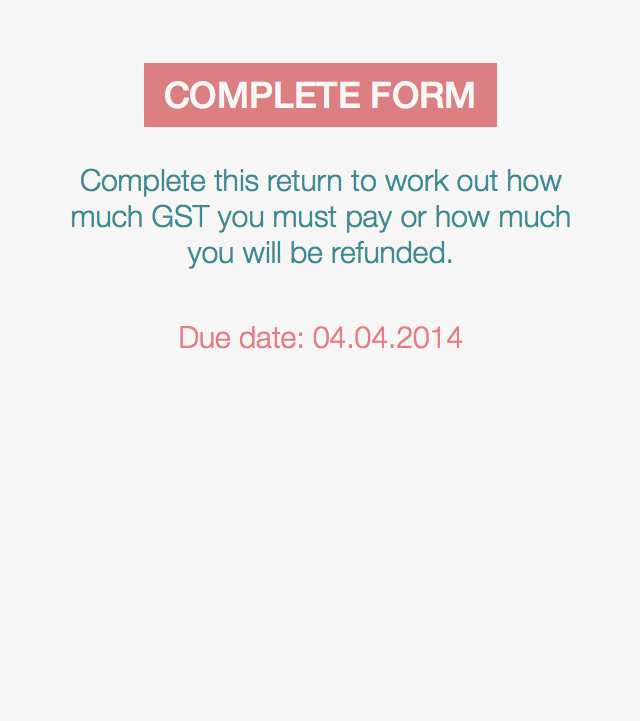 COMPLETE FORM
Complete this return to work out how
much GST you must pay or how much
you will be refunded.
Due date: 04.04.2014